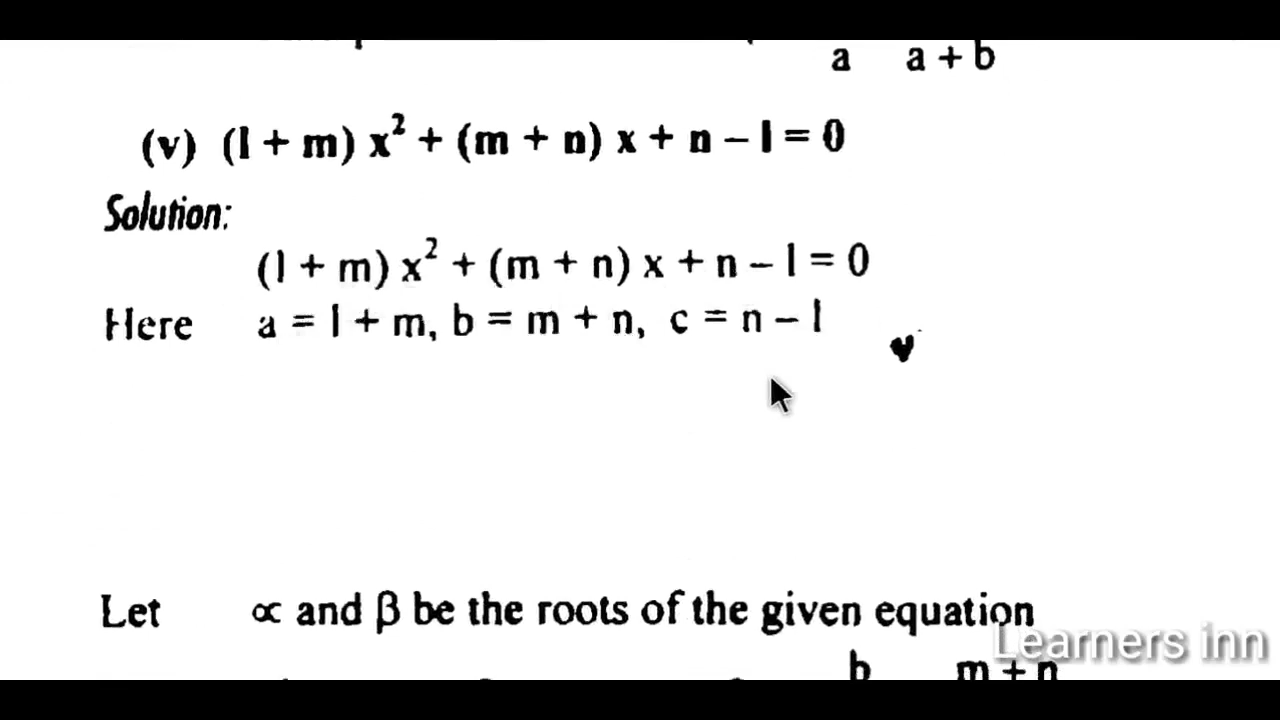 a a + b
(v) (l + m) x² + (m + n) x + n – l = 0
Solution:
(l + m) x² + (m + n) x + n – l = 0
Here a = l + m, b = m + n, c = n – l
Let ∝ and β be the roots of the given equation
Learners inn
b m + n